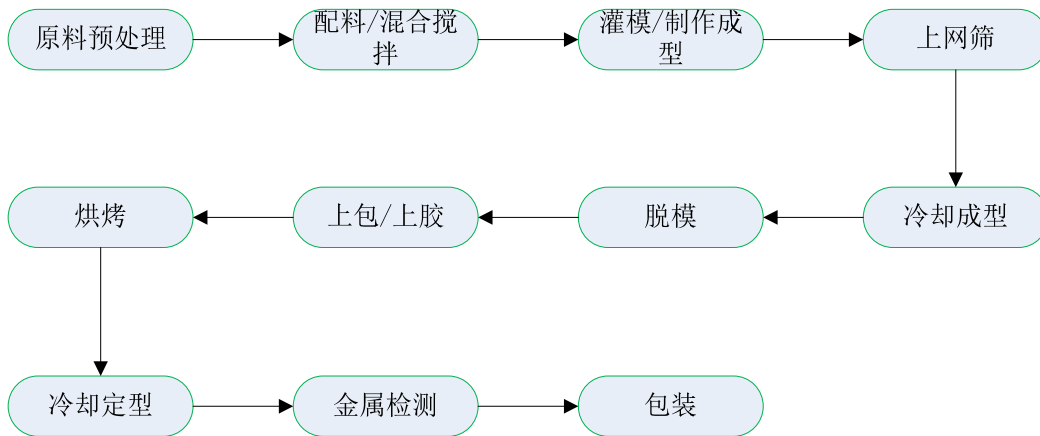 原料预处理
配料/混合搅
拌
灌模/制作成
型
上网筛
烘烤
上包/上胶
脱模
冷却成型
冷却定型
金属检测
包装